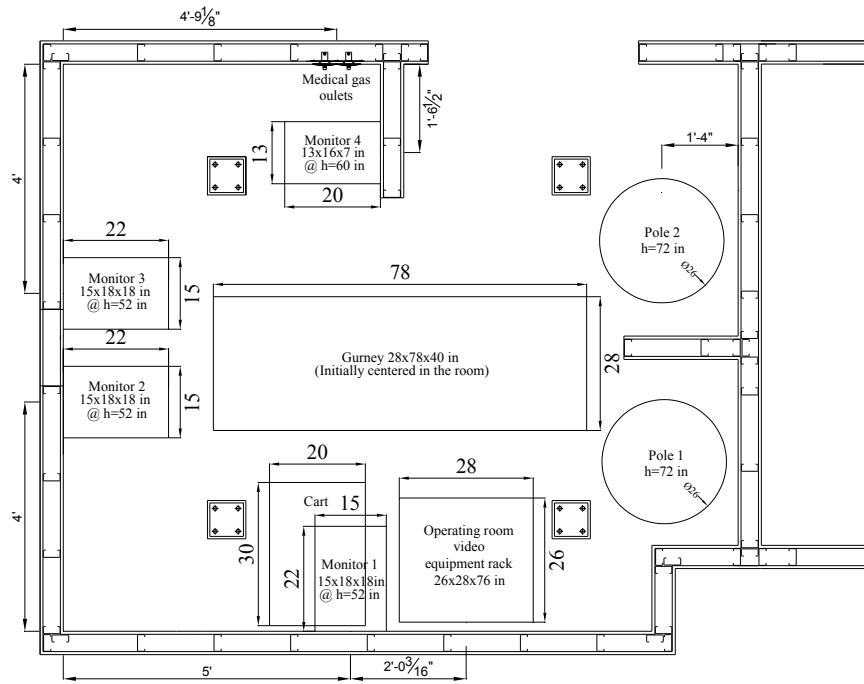 4'-9⅛"
Medical gas
oulets
1'-6½"
Monitor 4
13x16x7 in
@ h=60 in
13
20
1'-4"
4'
Pole 2
h=72 in
Ø26
22
Monitor 3
15x18x18 in
@ h=52 in
15
78
22
Gurney 28x78x40 in
(Initially centered in the room)
28
Monitor 2
15x18x18 in
@ h=52 in
15
4'
20
28
Pole 1
h=72 in
Ø26
Cart
15
30
22
Monitor 1
15x18x18in
@ h=52 in
Operating room
video
equipment rack
26x28x76 in
26
5'
2'-0³⁄₁₆"